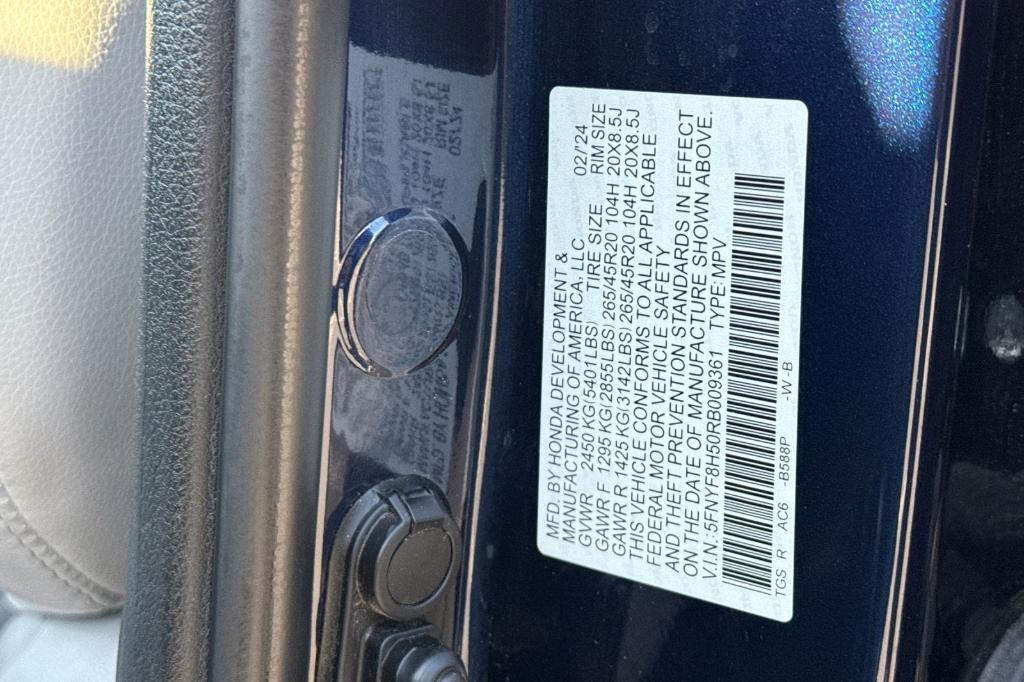 MFD. BY HONDA DEVELOPMENT &
MANUFACTURING OF AMERICA, LLC 02/'24
GVWR 2450 KG(5401LBS) TIRE SIZE RIM SIZE
GAWR F 1295 KG(2855LBS) 265/45R20 104H 20X8.5J
GAWR R 1425 KG(3142LBS) 265/45R20 104H 20X8.5J
THIS VEHICLE CONFORMS TO ALL APPLICABLE
FEDERAL MOTOR VEHICLE SAFETY
AND THEFT PREVENTION STANDARDS IN EFFECT
ON THE DATE OF MANUFACTURE SHOWN ABOVE.
V.I.N.: 5FNYF8H50RB009361 TYPE: MPV
TGS R AC6 -B588P -W -B